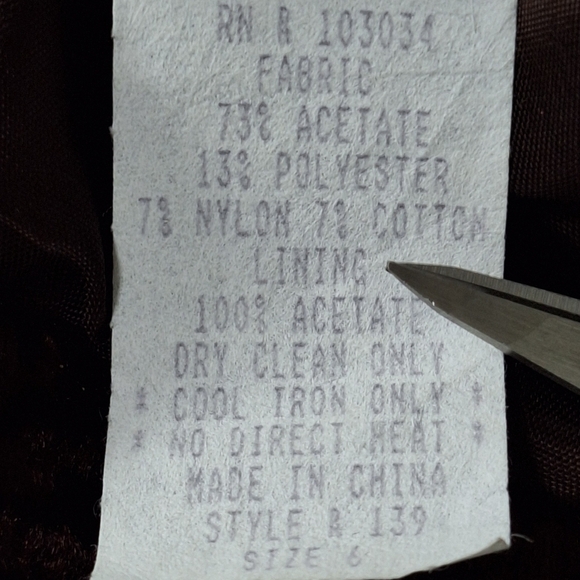 RN # 103034
FABRIC
73% ACETATE
13% POLYESTER
7% NYLON 7% COTTON
LINING
100% ACETATE
DRY CLEAN ONLY
* COOL IRON ONLY *
* NO DIRECT HEAT *
MADE IN CHINA
STYLE # 139
SIZE 6